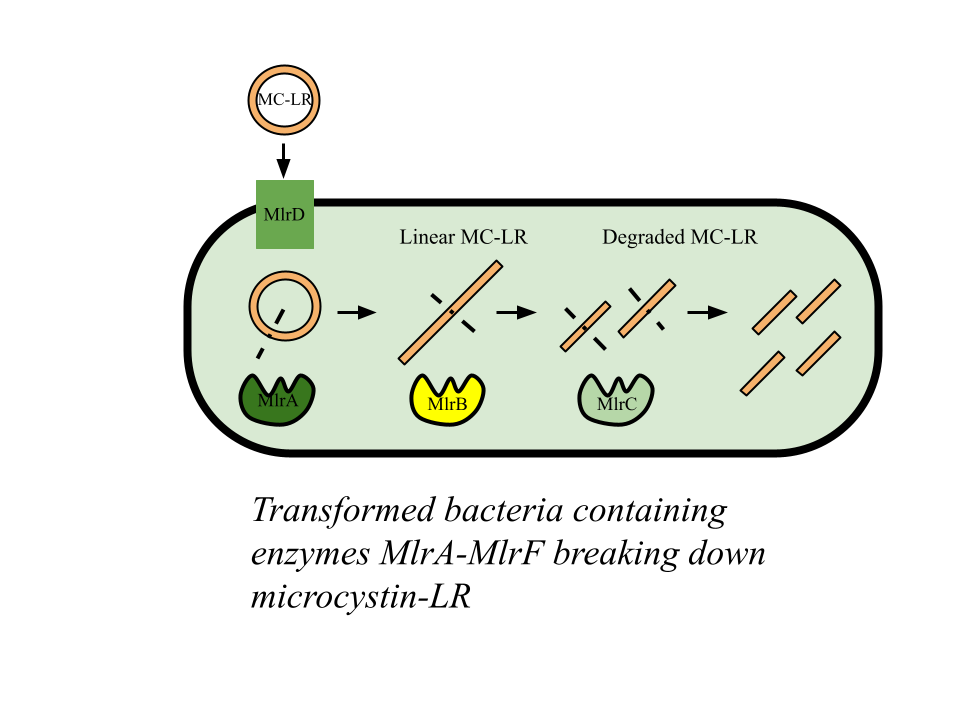 MC-LR
MlrD
Linear MC-LR
Degraded MC-LR
MlrA
MlrB
MlrC
Transformed bacteria containing
enzymes MlrA-MlrF breaking down
microcystin-LR